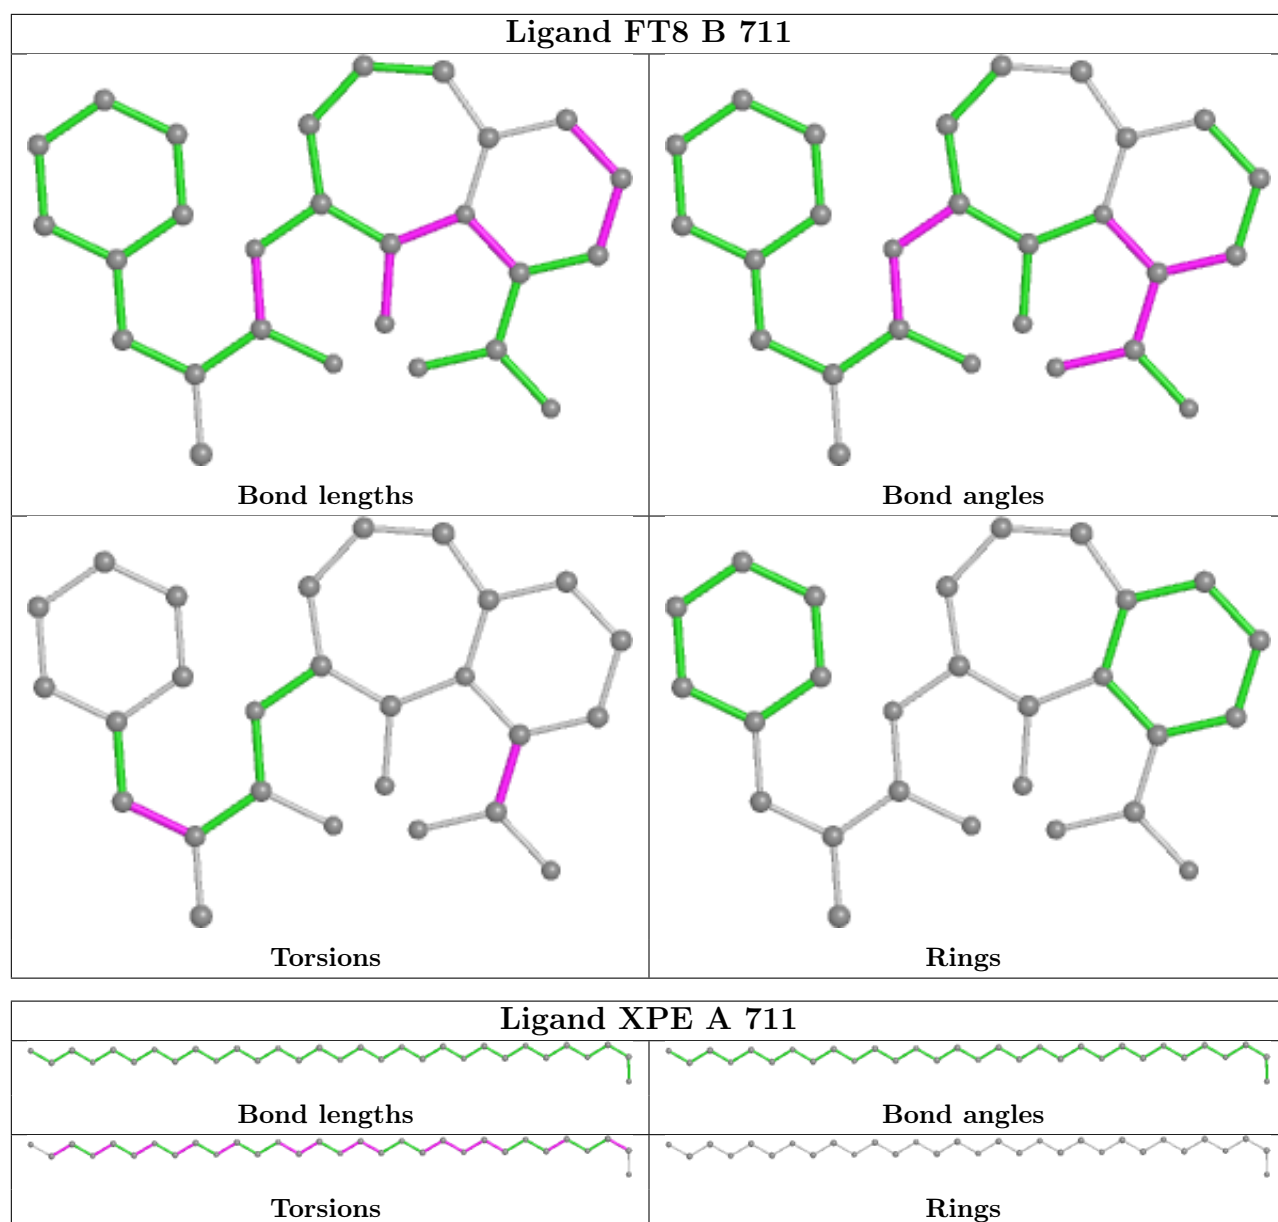 Ligand FT8 B 711
Bond lengths
Bond angles
Torsions
Rings
Ligand XPE A 711
Bond lengths
Bond angles
Torsions
Rings